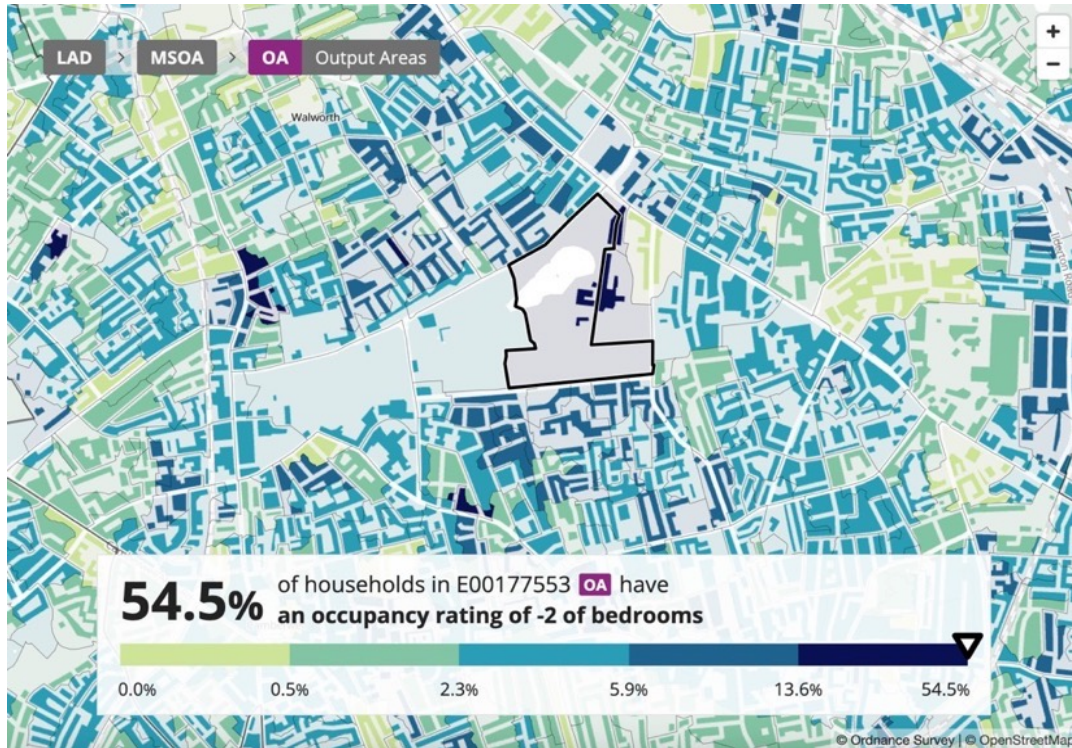 LAD > MSOA > OA Output Areas
+
−
Walworth
54.5% of households in E00177553 OA have
an occupancy rating of -2 of bedrooms
0.0% 0.5% 2.3% 5.9% 13.6% 54.5%
© Ordnance Survey | © OpenStreetMap